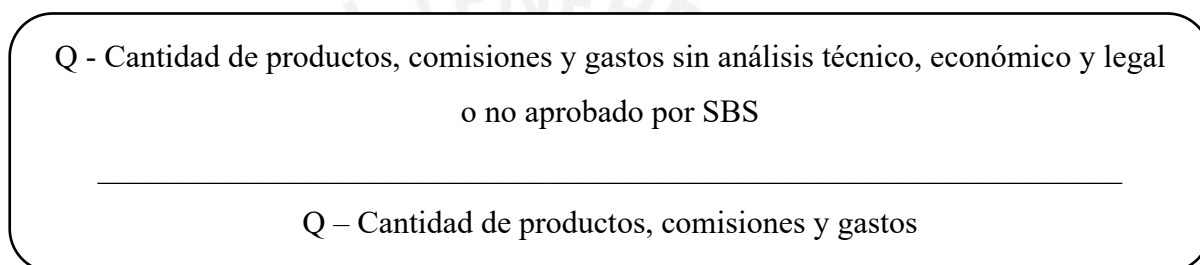 Q - Cantidad de productos, comisiones y gastos sin análisis técnico, económico y legal
o no aprobado por SBS
Q – Cantidad de productos, comisiones y gastos